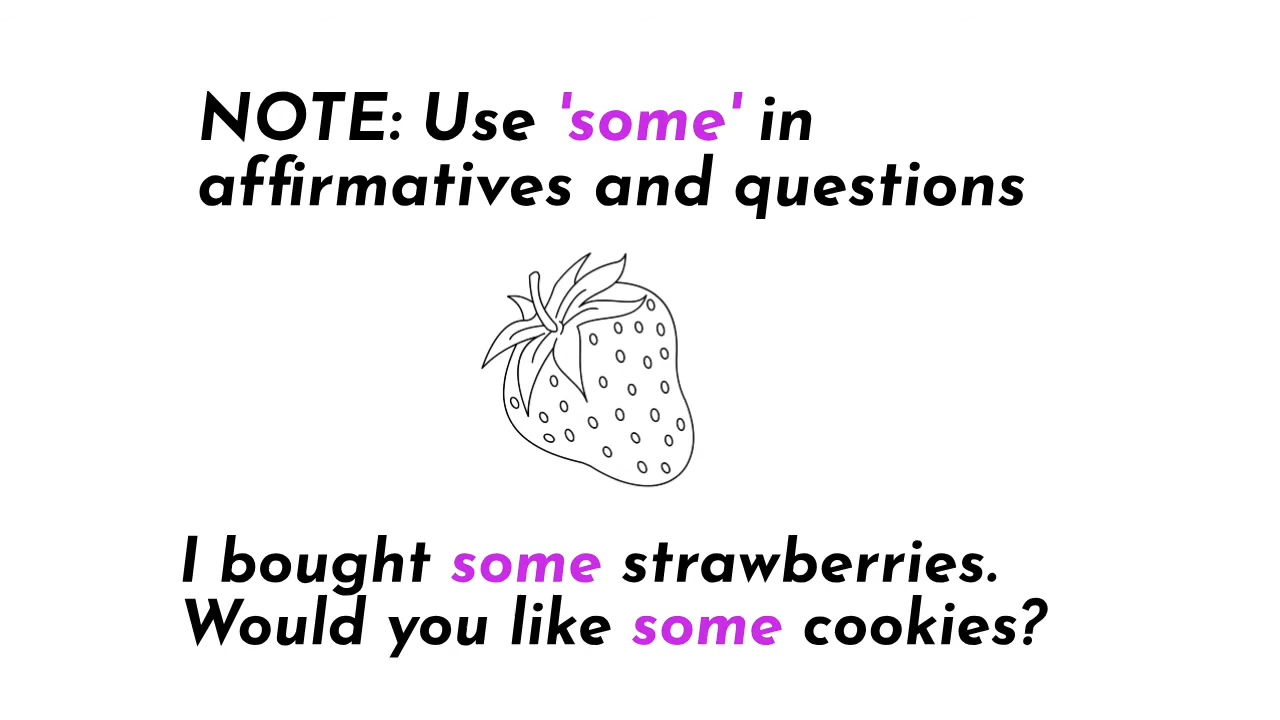 NOTE: Use 'some' in
affirmatives and questions
I bought some strawberries.
Would you like some cookies?